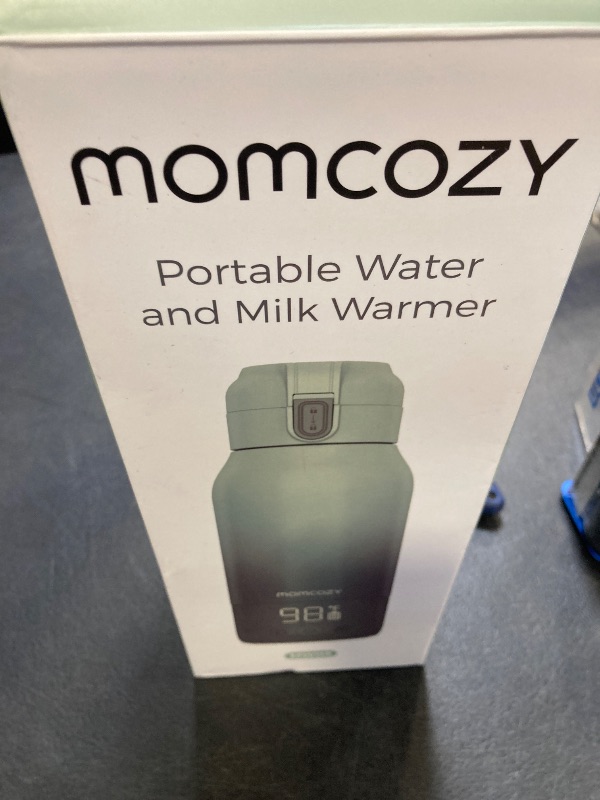 momcozy
Portable Water
and Milk Warmer
momcozy
98